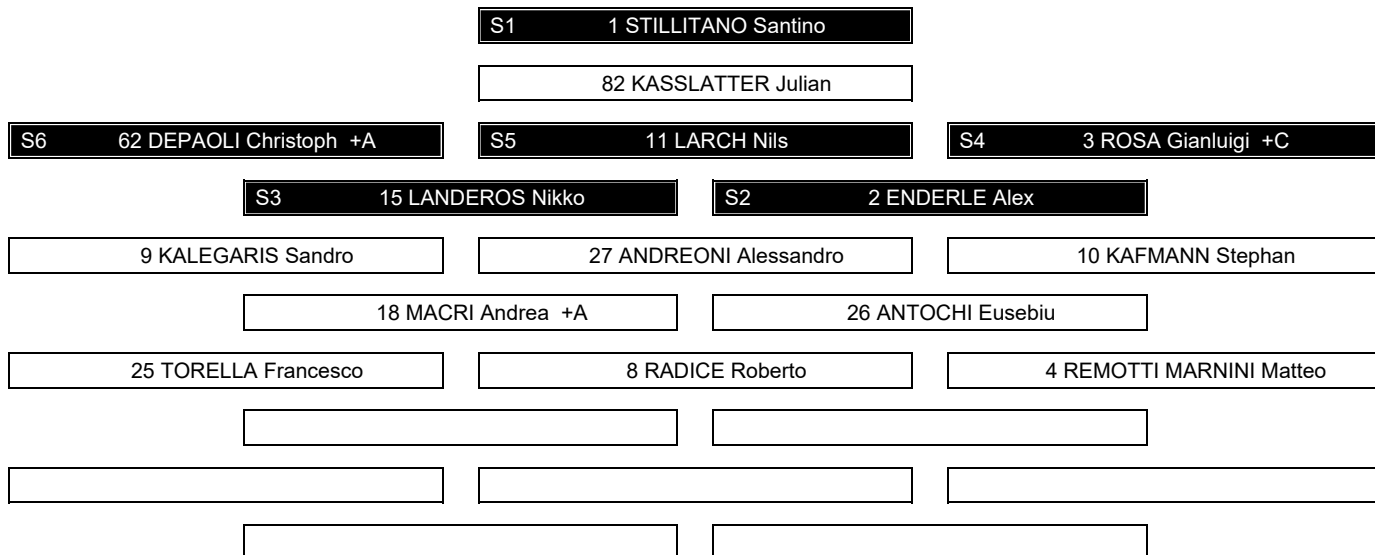 S1 1 STILLITANO Santino
82 KASSLATTER Julian
S6 62 DEPAOLI Christoph +A S5 11 LARCH Nils S4 3 ROSA Gianluigi +C
S3 15 LANDEROS Nikko S2 2 ENDERLE Alex
9 KALEGARIS Sandro 27 ANDREONI Alessandro 10 KAFMANN Stephan
18 MACRI Andrea +A 26 ANTOCHI Eusebiu
25 TORELLA Francesco 8 RADICE Roberto 4 REMOTTI MARNINI Matteo